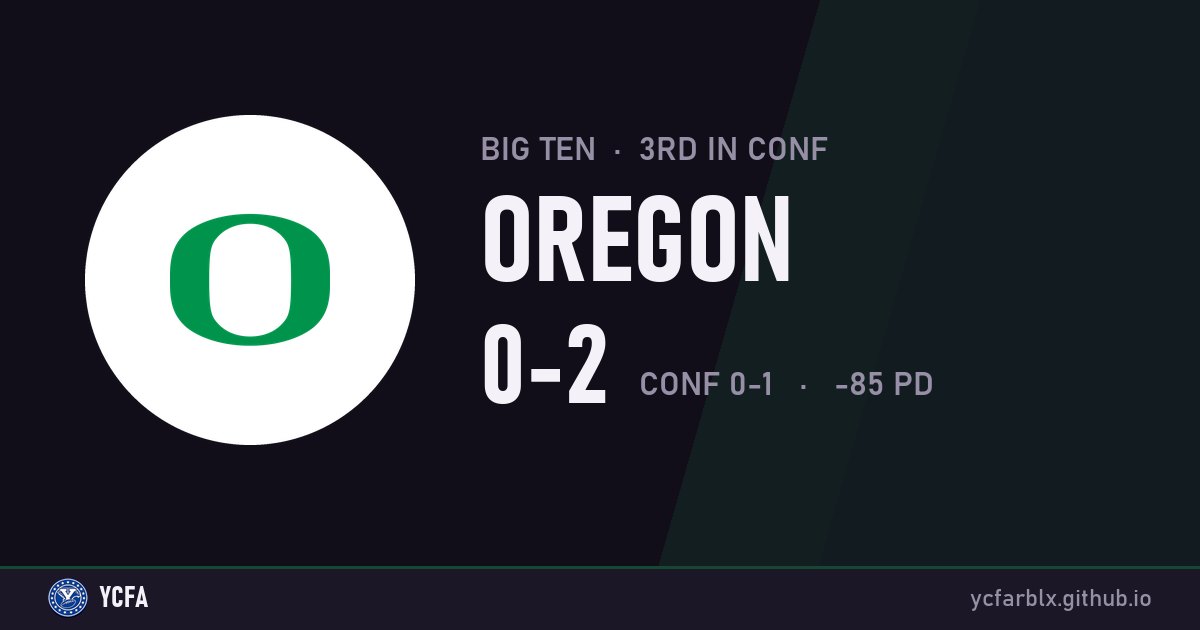 BIG TEN · 3RD IN CONF
OREGON
0-2 CONF 0-1 · -85 PD
YCFA
ycfarblx.github.io